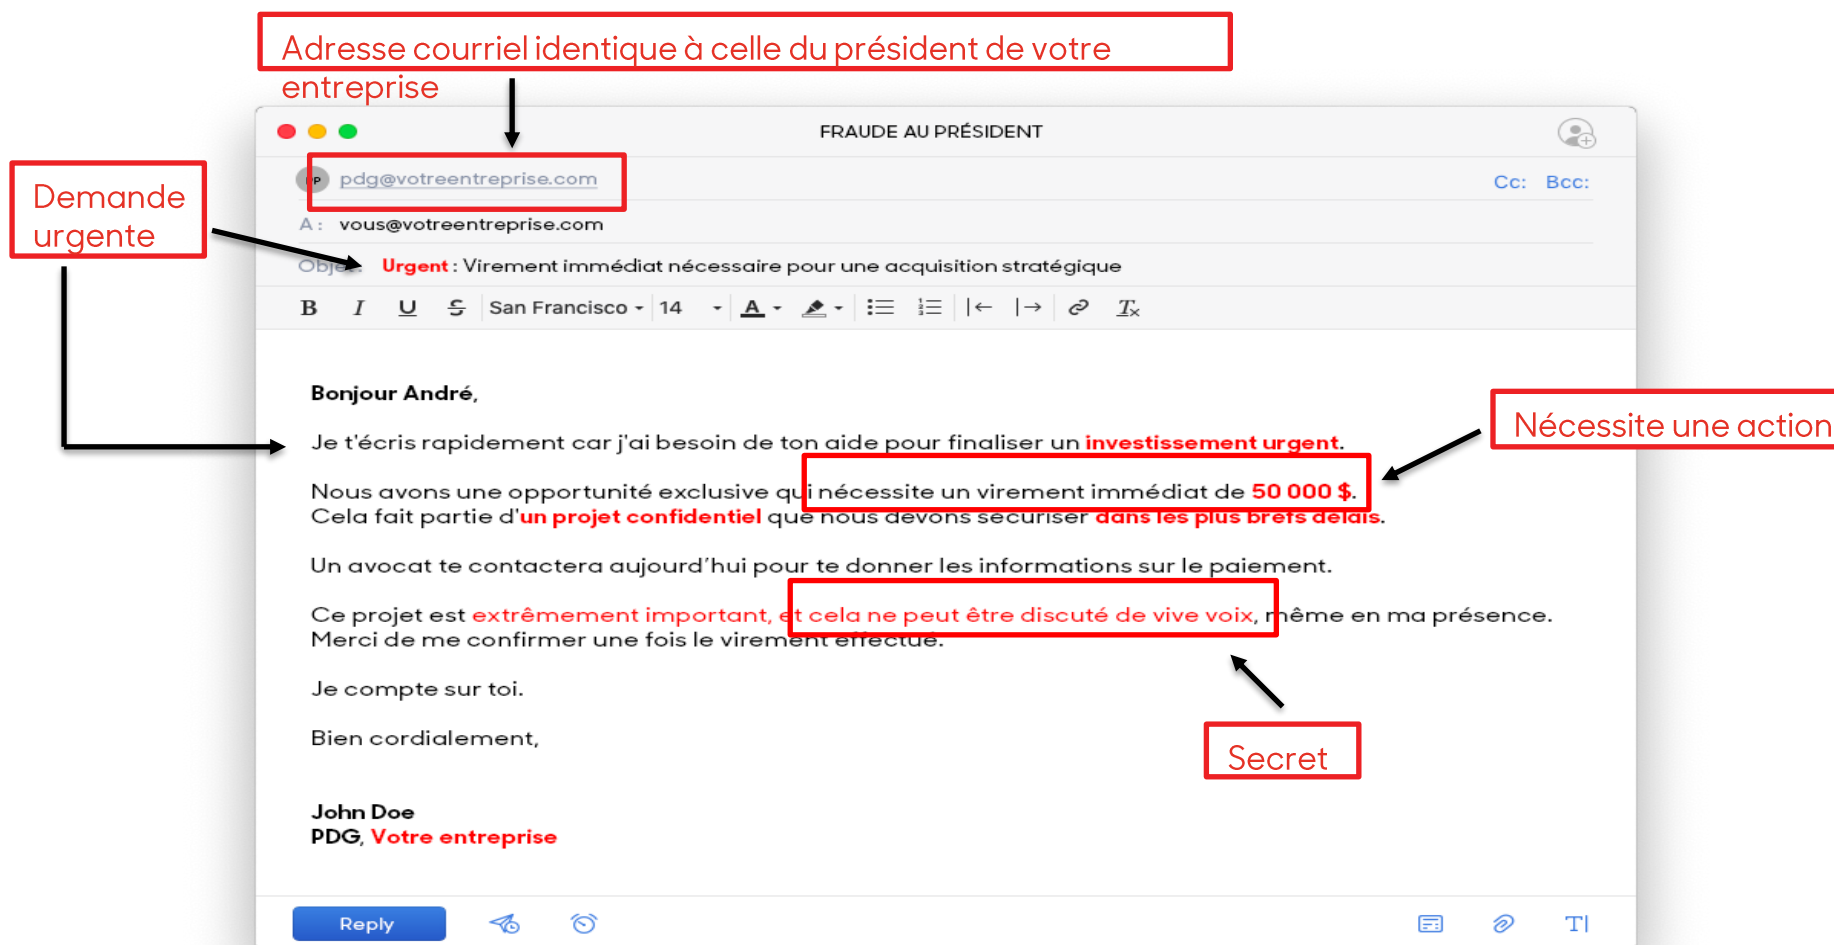 Adresse courriel identique à celle du président de votre
entreprise
FRAUDE AU PRÉSIDENT
Demande
urgente
PP pdg@votreentreprise.com
Cc: Bcc:
A : vous@votreentreprise.com
Objet : Urgent : Virement immédiat nécessaire pour une acquisition stratégique
B I U S San Francisco 14 A Tx
Bonjour André,
Nécessite une action
Je t'écris rapidement car j'ai besoin de ton aide pour finaliser un investissement urgent.
Nous avons une opportunité exclusive qui nécessite un virement immédiat de 50 000 $.
Cela fait partie d'un projet confidentiel que nous devons sécuriser dans les plus brefs délais.
Un avocat te contactera aujourd’hui pour te donner les informations sur le paiement.
Ce projet est extrêmement important, et cela ne peut être discuté de vive voix, même en ma présence.
Merci de me confirmer une fois le virement effectué.
Je compte sur toi.
Bien cordialement,
Secret
John Doe
PDG, Votre entreprise
Reply
T|